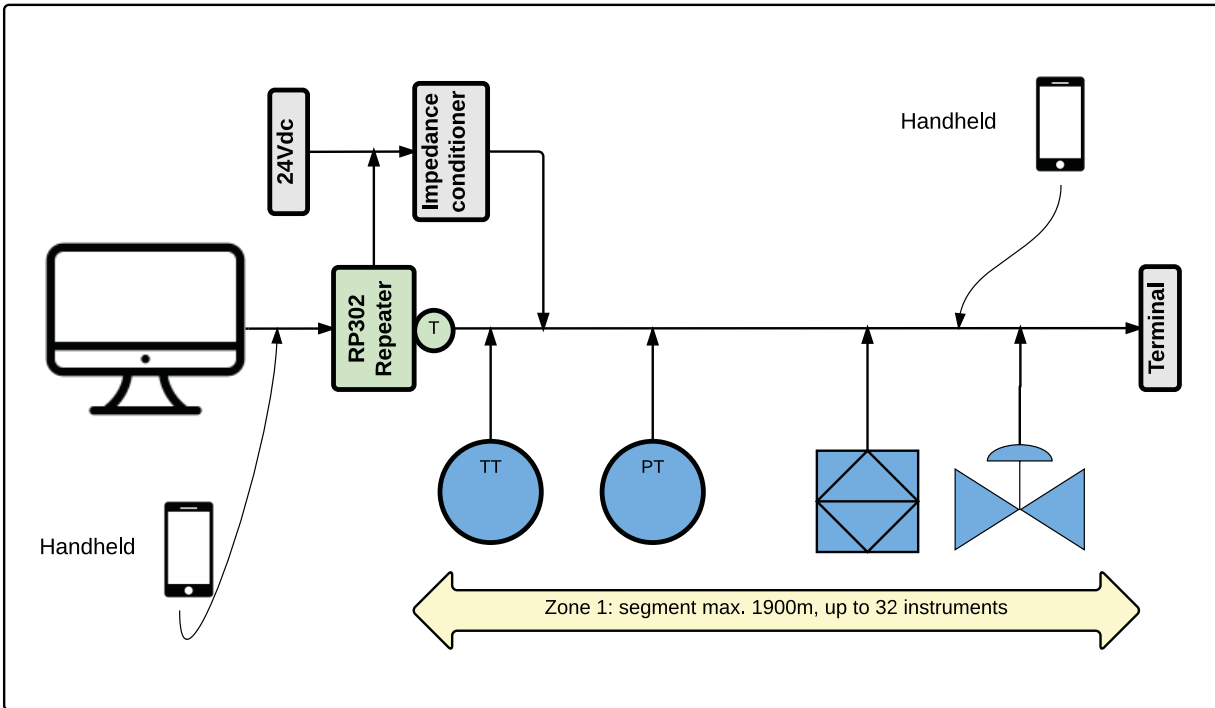 24Vdc
Impedance
conditioner
Handheld
RP302
Repeater
T
Terminal
TT
PT
Handheld
Zone 1: segment max. 1900m, up to 32 instruments